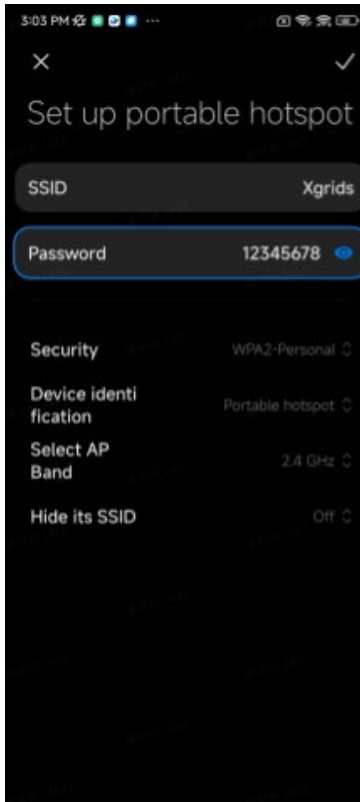 3:03 PM
Set up portable hotspot
SSID Xgrids
Password 12345678
Security WPA2-Personal
Device identi
fication Portable hotspot
Select AP
Band 2.4 GHz
Hide its SSID Off